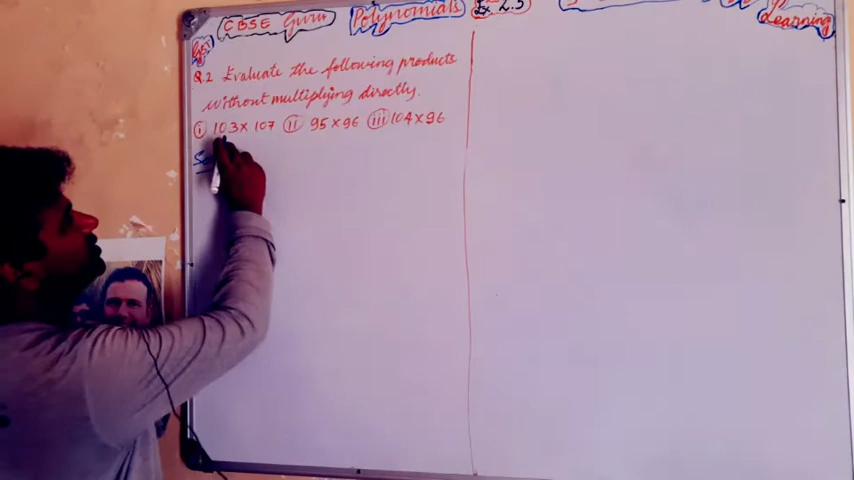 CBSE Guru Polynomials Ex 2.5
Learning
Q.2 Evaluate the following products
without multiplying directly.
(i) 103 x 107 (ii) 95 x 96 (iii) 104 x 96